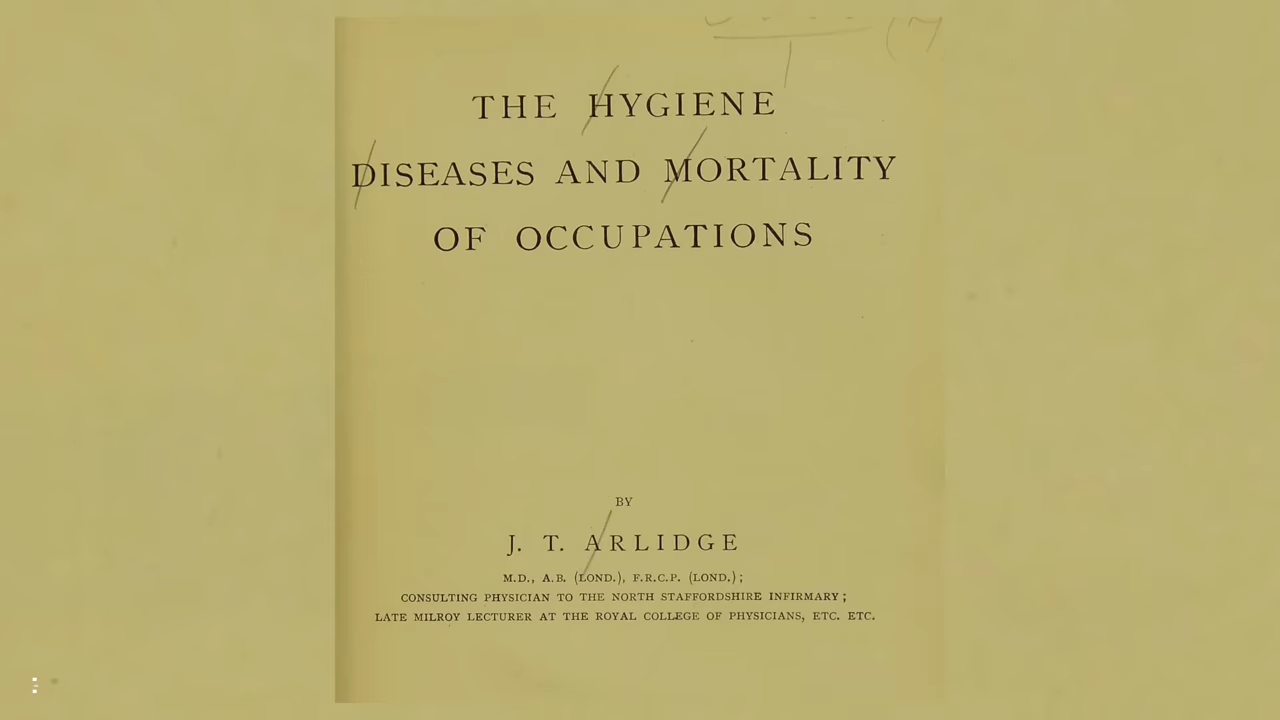 THE HYGIENE
DISEASES AND MORTALITY
OF OCCUPATIONS
BY
J. T. ARLIDGE
M.D., A.B. (LOND.), F.R.C.P. (LOND.);
CONSULTING PHYSICIAN TO THE NORTH STAFFORDSHIRE INFIRMARY;
LATE MILROY LECTURER AT THE ROYAL COLLEGE OF PHYSICIANS, ETC. ETC.